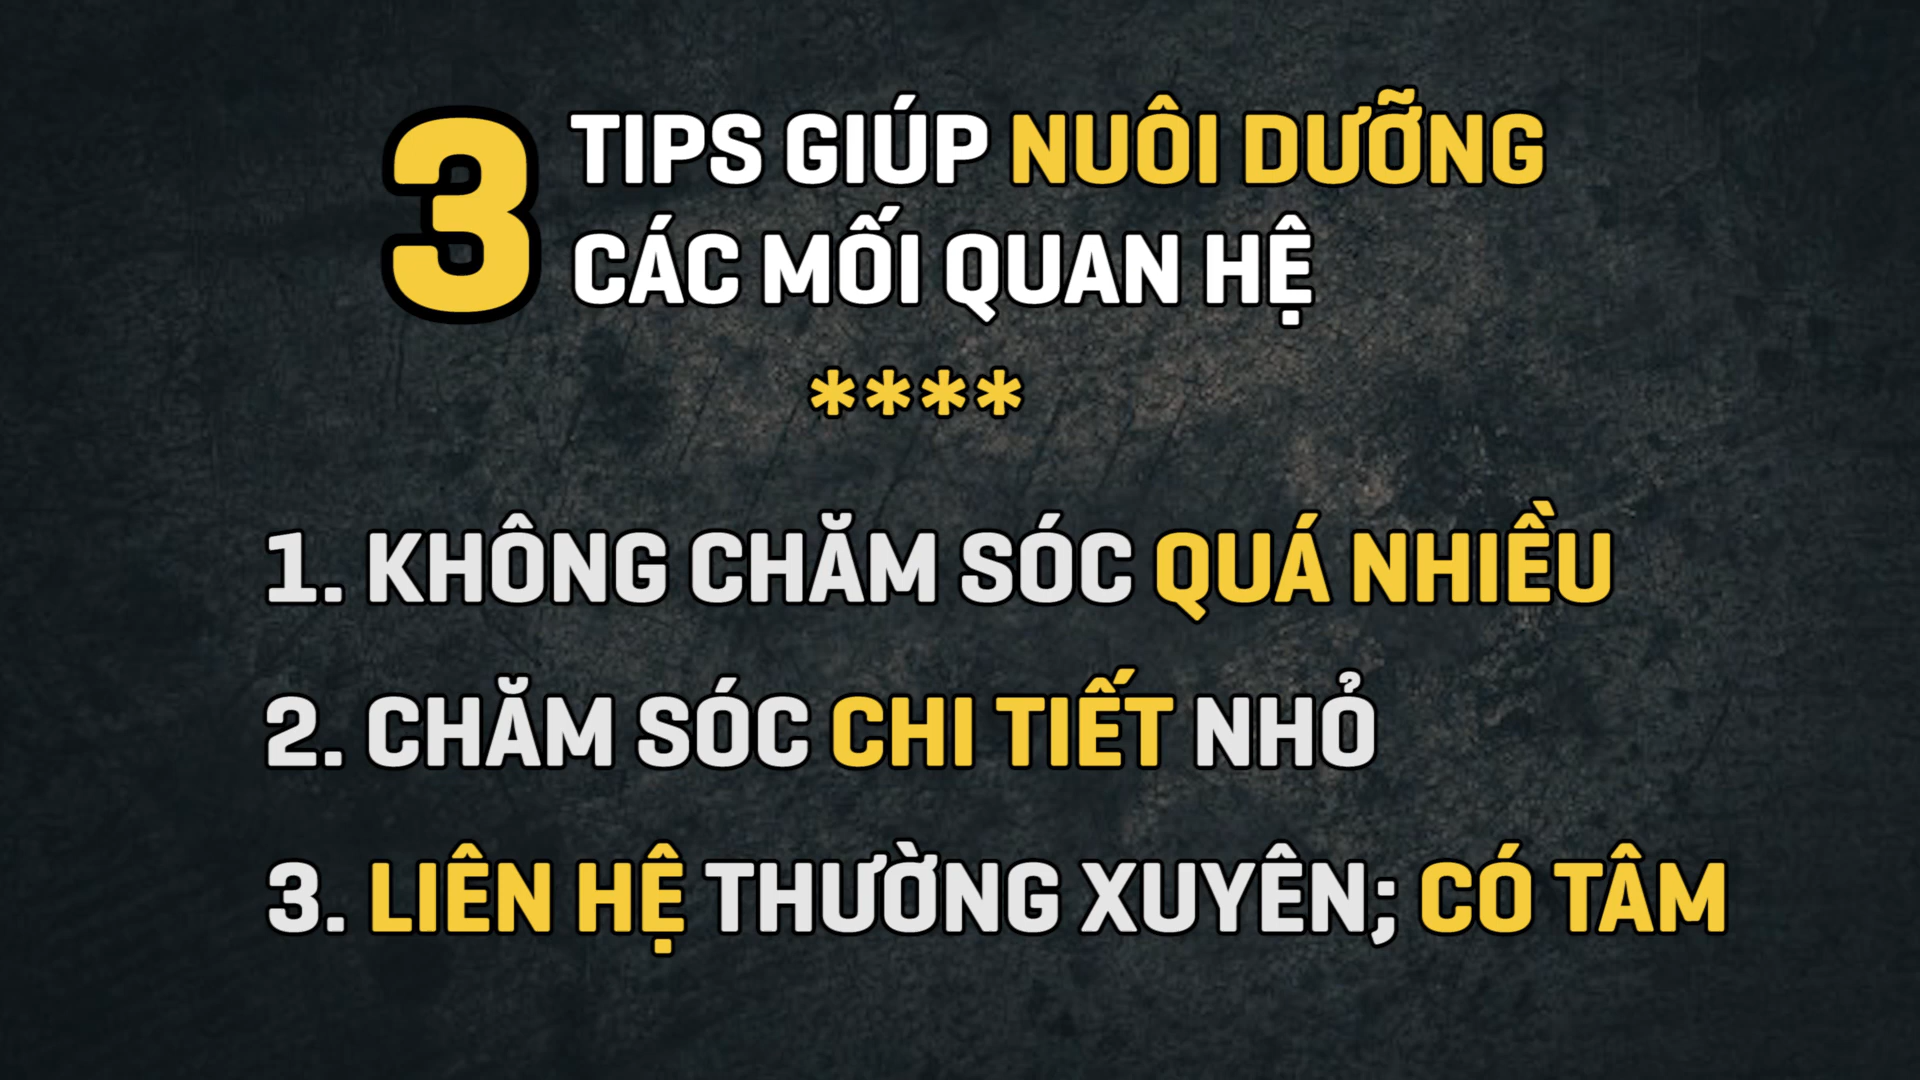 3 TIPS GIÚP NUÔI DƯỠNG
CÁC MỐI QUAN HỆ
****
1. KHÔNG CHĂM SÓC QUÁ NHIỀU
2. CHĂM SÓC CHI TIẾT NHỎ
3. LIÊN HỆ THƯỜNG XUYÊN; CÓ TÂM